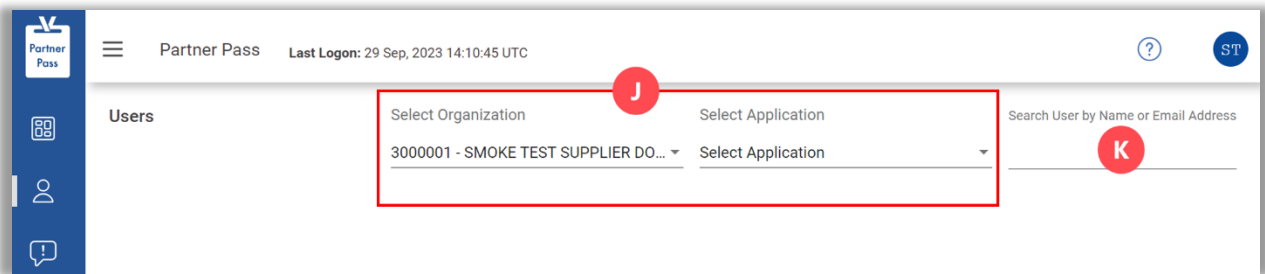 Partner
Pass
Partner Pass Last Logon: 29 Sep, 2023 14:10:45 UTC ? ST
J
Users Select Organization Select Application Search User by Name or Email Address
3000001 - SMOKE TEST SUPPLIER DO... Select Application K